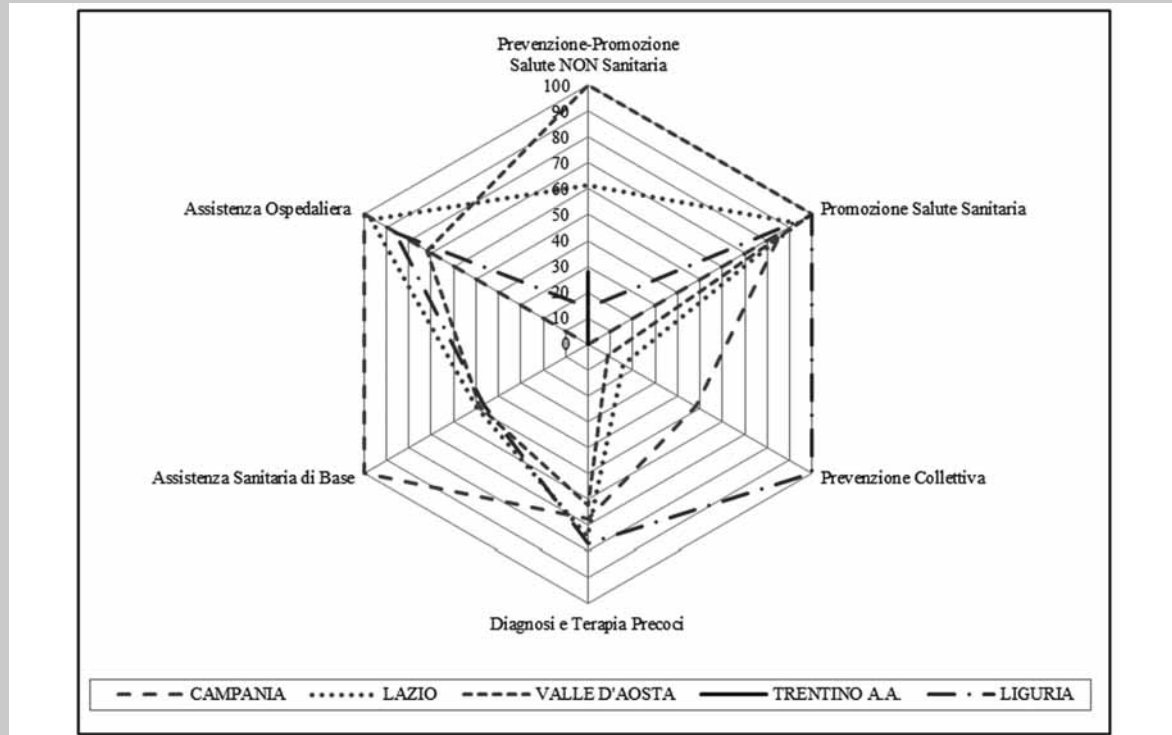 Prevenzione-Promozione
Salute NON Sanitaria
100
90
80
70
60
50
40
30
20
10
0
Assistenza Ospedaliera
Promozione Salute Sanitaria
Assistenza Sanitaria di Base
Prevenzione Collettiva
Diagnosi e Terapia Precoci
CAMPANIA LAZIO VALLE D'AOSTA TRENTINO A.A. LIGURIA